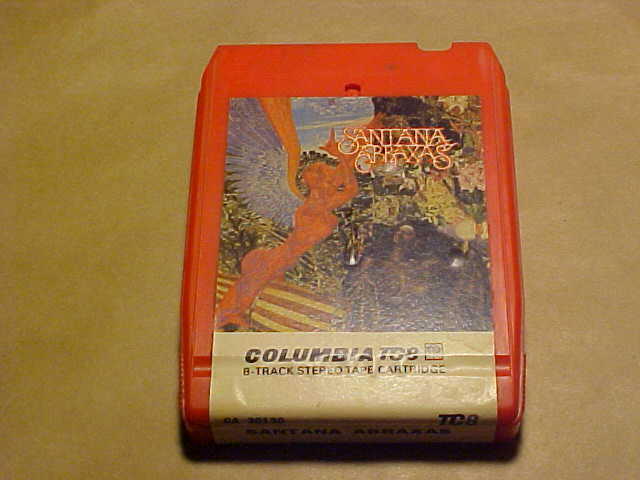 SANTANA
ABRAXAS
COLUMBIA TC8
8-TRACK STEREO TAPE CARTRIDGE
CA 30130 TC8
SANTANA ABRAXAS